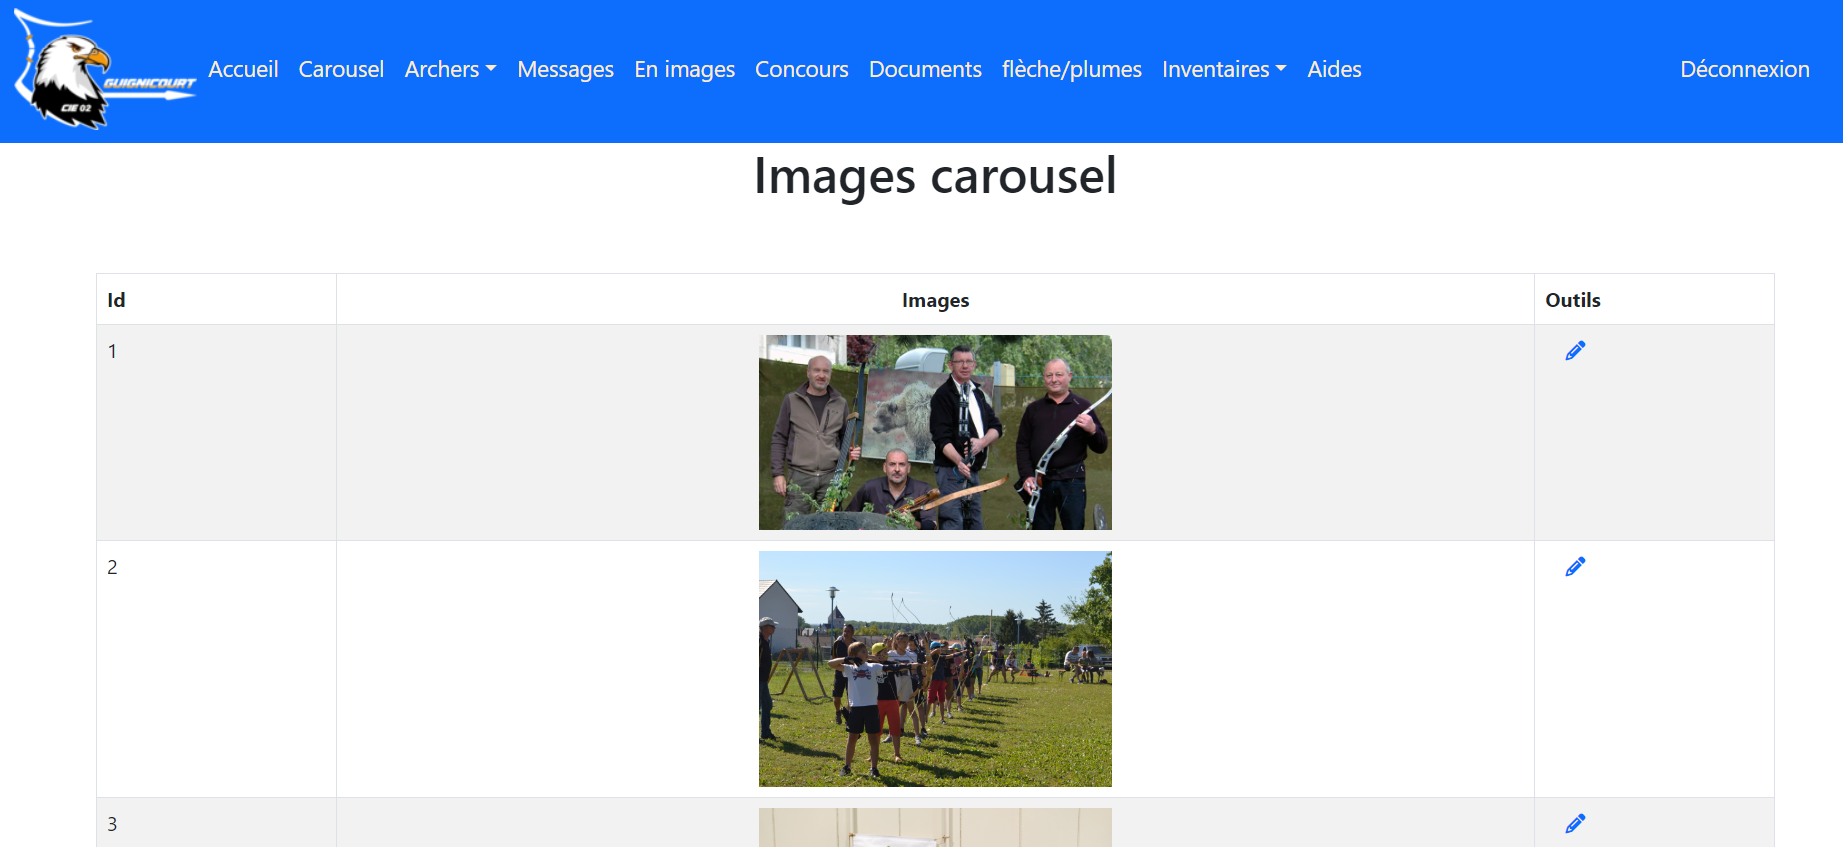 GUIGNICOURT
CIE 02
Accueil Carousel Archers Messages En images Concours Documents flèche/plumes Inventaires Aides Déconnexion
Images carousel
Id Images Outils
1
2
3